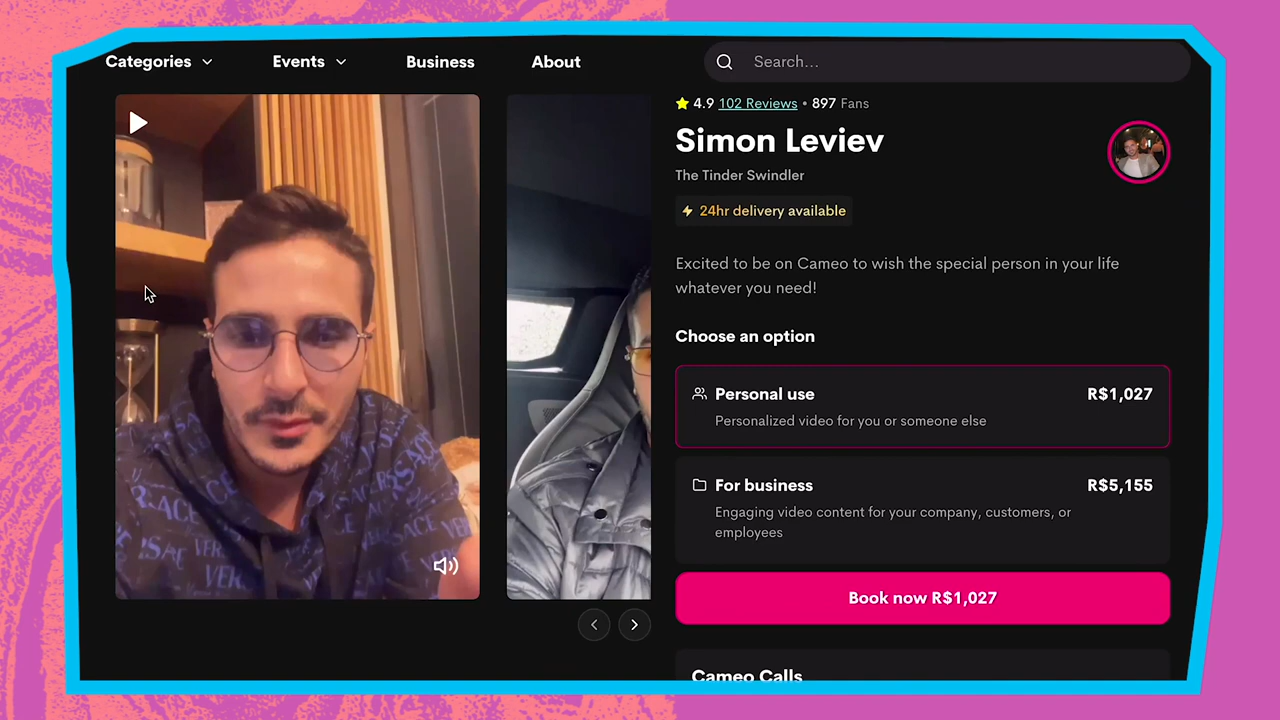 Categories
Events
Business
About
Search...
4.9 102 Reviews • 897 Fans
Simon Leviev
The Tinder Swindler
24hr delivery available
Excited to be on Cameo to wish the special person in your life
whatever you need!
Choose an option
Personal use R$1,027
Personalized video for you or someone else
For business R$5,155
Engaging video content for your company, customers, or
employees
Book now R$1,027
Cameo Calls